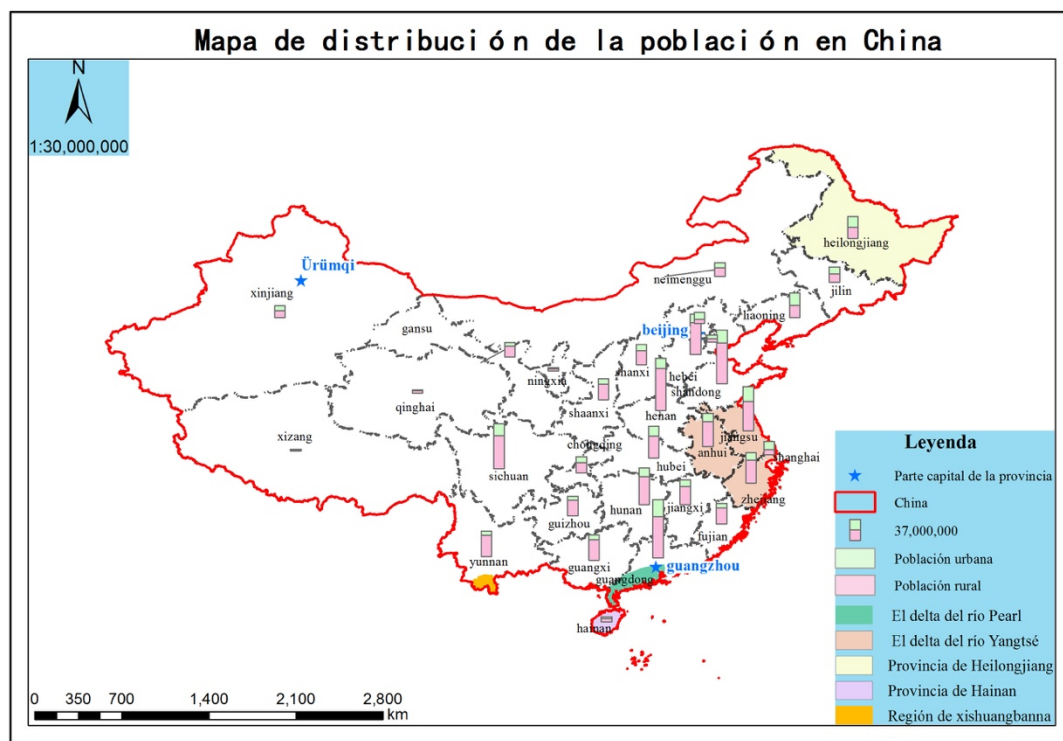 Mapa de distribución de la población en China
N
1:30,000,000
heilongjiang
Ürümqi
neimenggu
jilin
xinjiang
liaoning
gansu
beijing
shanxi
hebei
ningxia
shandong
qinghai
shaanxi
henan
jiangsu
xizang
chongqing
anhui
shanghai
sichuan
hubei
zhejiang
hunan
jiangxi
guizhou
fujian
yunnan
guangxi
guangzhou
guangdong
hainan
Leyenda
Parte capital de la provincia
China
37,000,000
Población urbana
Población rural
El delta del río Pearl
El delta del río Yangtsé
Provincia de Heilongjiang
Provincia de Hainan
Región de xishuangbanna
0 350 700 1,400 2,100 2,800
km